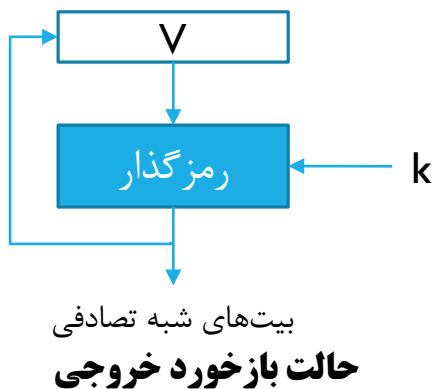 V
رمزگذار
k
بیت‌های شبه تصادفی
حالت بازخورد خروجی